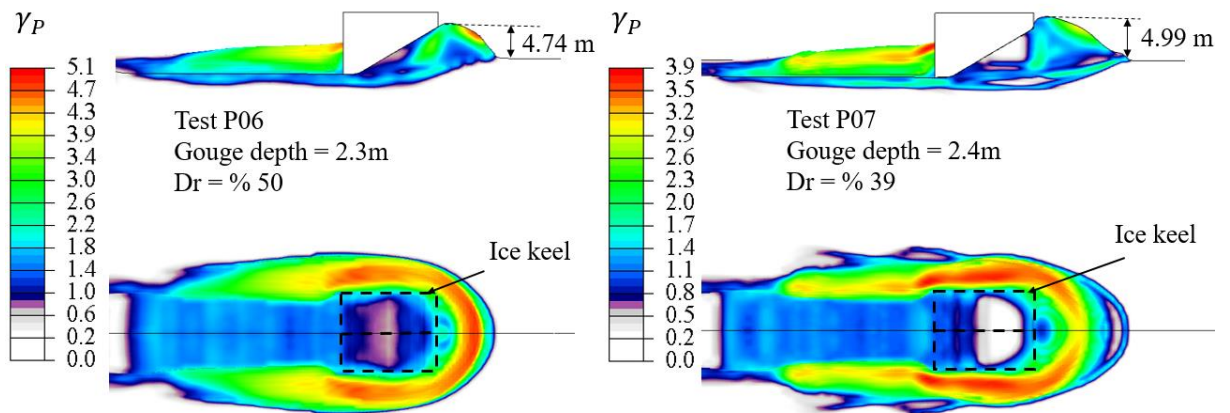 γP
5.1
4.7
4.3
3.9
3.4
3.0
2.6
2.2
1.8
1.4
1.0
0.6
0.2
0.0
4.74 m
Test P06
Gouge depth = 2.3m
Dr = % 50
Ice keel
γP
3.9
3.7
3.5
2.9
2.6
2.3
2.0
1.7
1.4
1.1
0.8
0.5
0.2
0.0
4.99 m
Test P07
Gouge depth = 2.4m
Dr = % 39
Ice keel